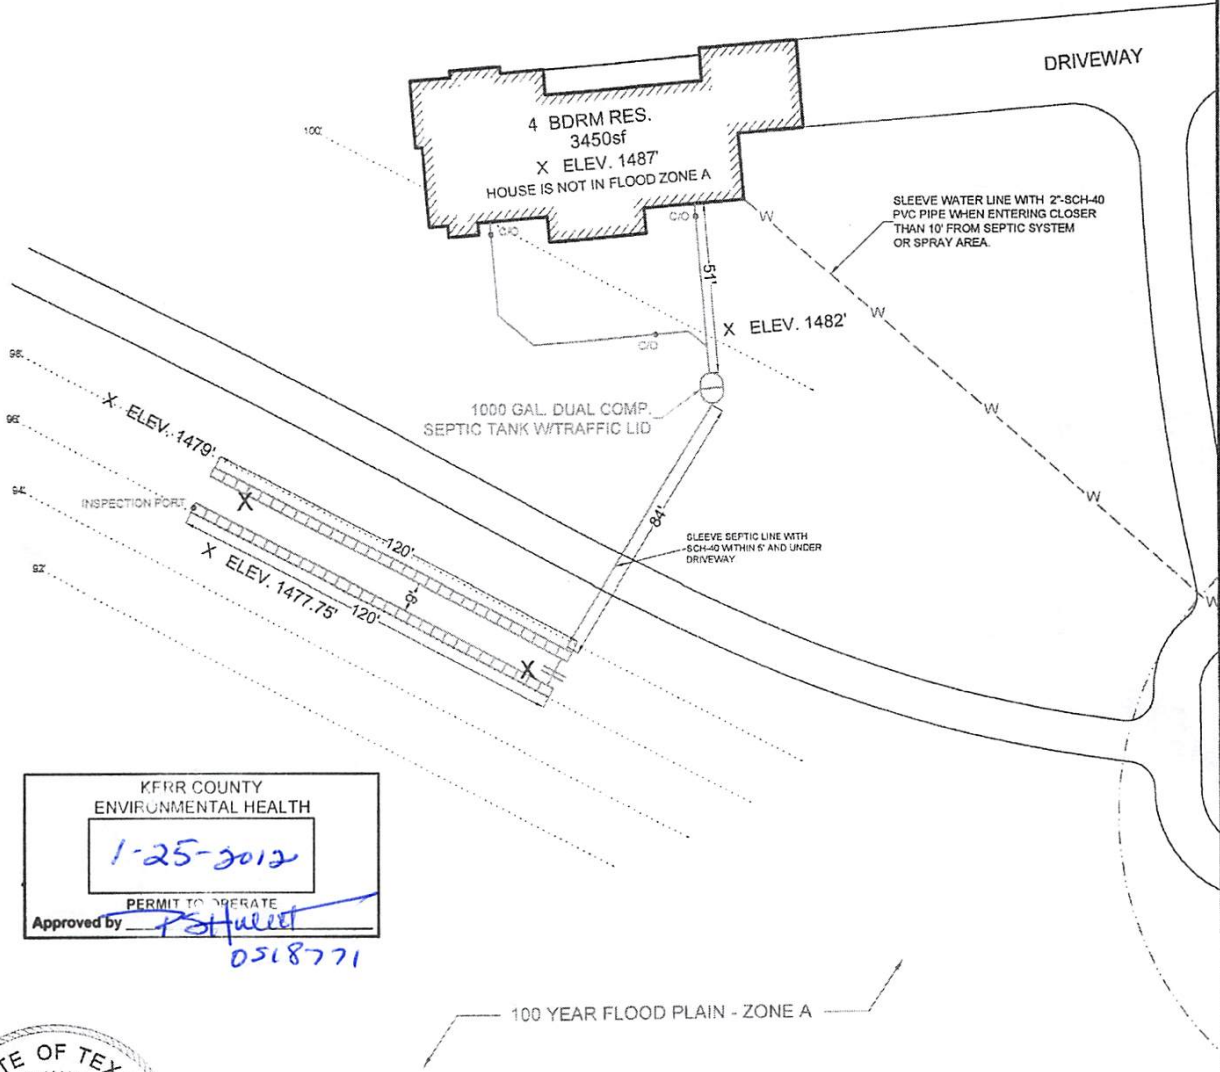 DRIVEWAY
4 BDRM RES.
3450sf
X ELEV. 1487'
HOUSE IS NOT IN FLOOD ZONE A
100'
SLEEVE WATER LINE WITH 2"-SCH-40
PVC PIPE WHEN ENTERING CLOSER
THAN 10' FROM SEPTIC SYSTEM
OR SPRAY AREA.
W
C/O
C/O
51'
W
X ELEV. 1482'
C/O
98'
X ELEV. 1479'
1000 GAL. DUAL COMP.
SEPTIC TANK W/TRAFFIC LID
W
96'
94'
INSPECTION PORT
X
W
84'
120'
SLEEVE SEPTIC LINE WITH
SCH-40 WITHIN 5' AND UNDER
DRIVEWAY
92'
X ELEV. 1477.75'
120'
W
X
KERR COUNTY
ENVIRONMENTAL HEALTH
1-25-2012
PERMIT TO OPERATE
Approved by
0518771
100 YEAR FLOOD PLAIN - ZONE A
TE OF TEX